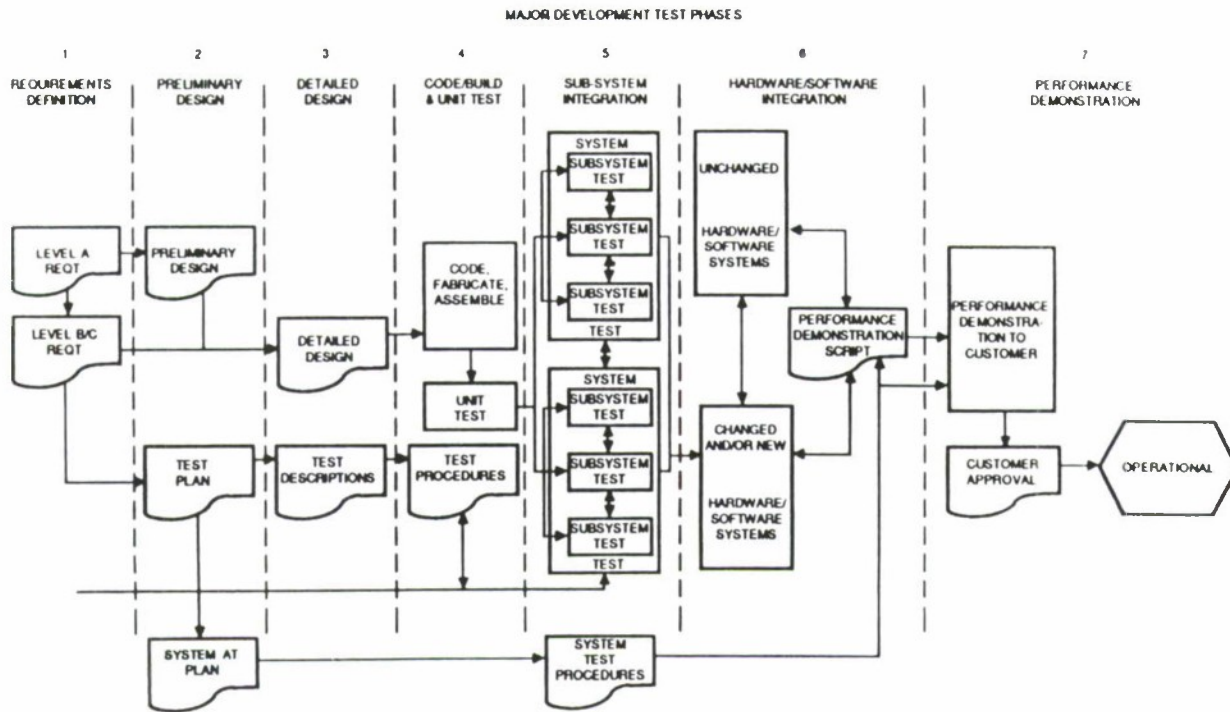 MAJOR DEVELOPMENT TEST PHASES
1
2
3
4
5
6
7
REQUIREMENTS
DEFINITION
PRELIMINARY
DESIGN
DETAILED
DESIGN
CODE/BUILD
& UNIT TEST
SUB-SYSTEM
INTEGRATION
HARDWARE/SOFTWARE
INTEGRATION
PERFORMANCE
DEMONSTRATION
LEVEL A
REQT
LEVEL B/C
REQT
PRELIMINARY
DESIGN
DETAILED
DESIGN
CODE,
FABRICATE,
ASSEMBLE
UNIT
TEST
TEST
PLAN
TEST
DESCRIPTIONS
TEST
PROCEDURES
SYSTEM
SUBSYSTEM
TEST
SUBSYSTEM
TEST
SUBSYSTEM
TEST
TEST
SYSTEM
SUBSYSTEM
TEST
SUBSYSTEM
TEST
SUBSYSTEM
TEST
TEST
UNCHANGED
HARDWARE/
SOFTWARE
SYSTEMS
CHANGED
AND/OR NEW
HARDWARE/
SOFTWARE
SYSTEMS
PERFORMANCE
DEMONSTRATION
SCRIPT
PERFORMANCE
DEMONSTRA-
TION TO
CUSTOMER
CUSTOMER
APPROVAL
OPERATIONAL
SYSTEM AT
PLAN
SYSTEM
TEST
PROCEDURES